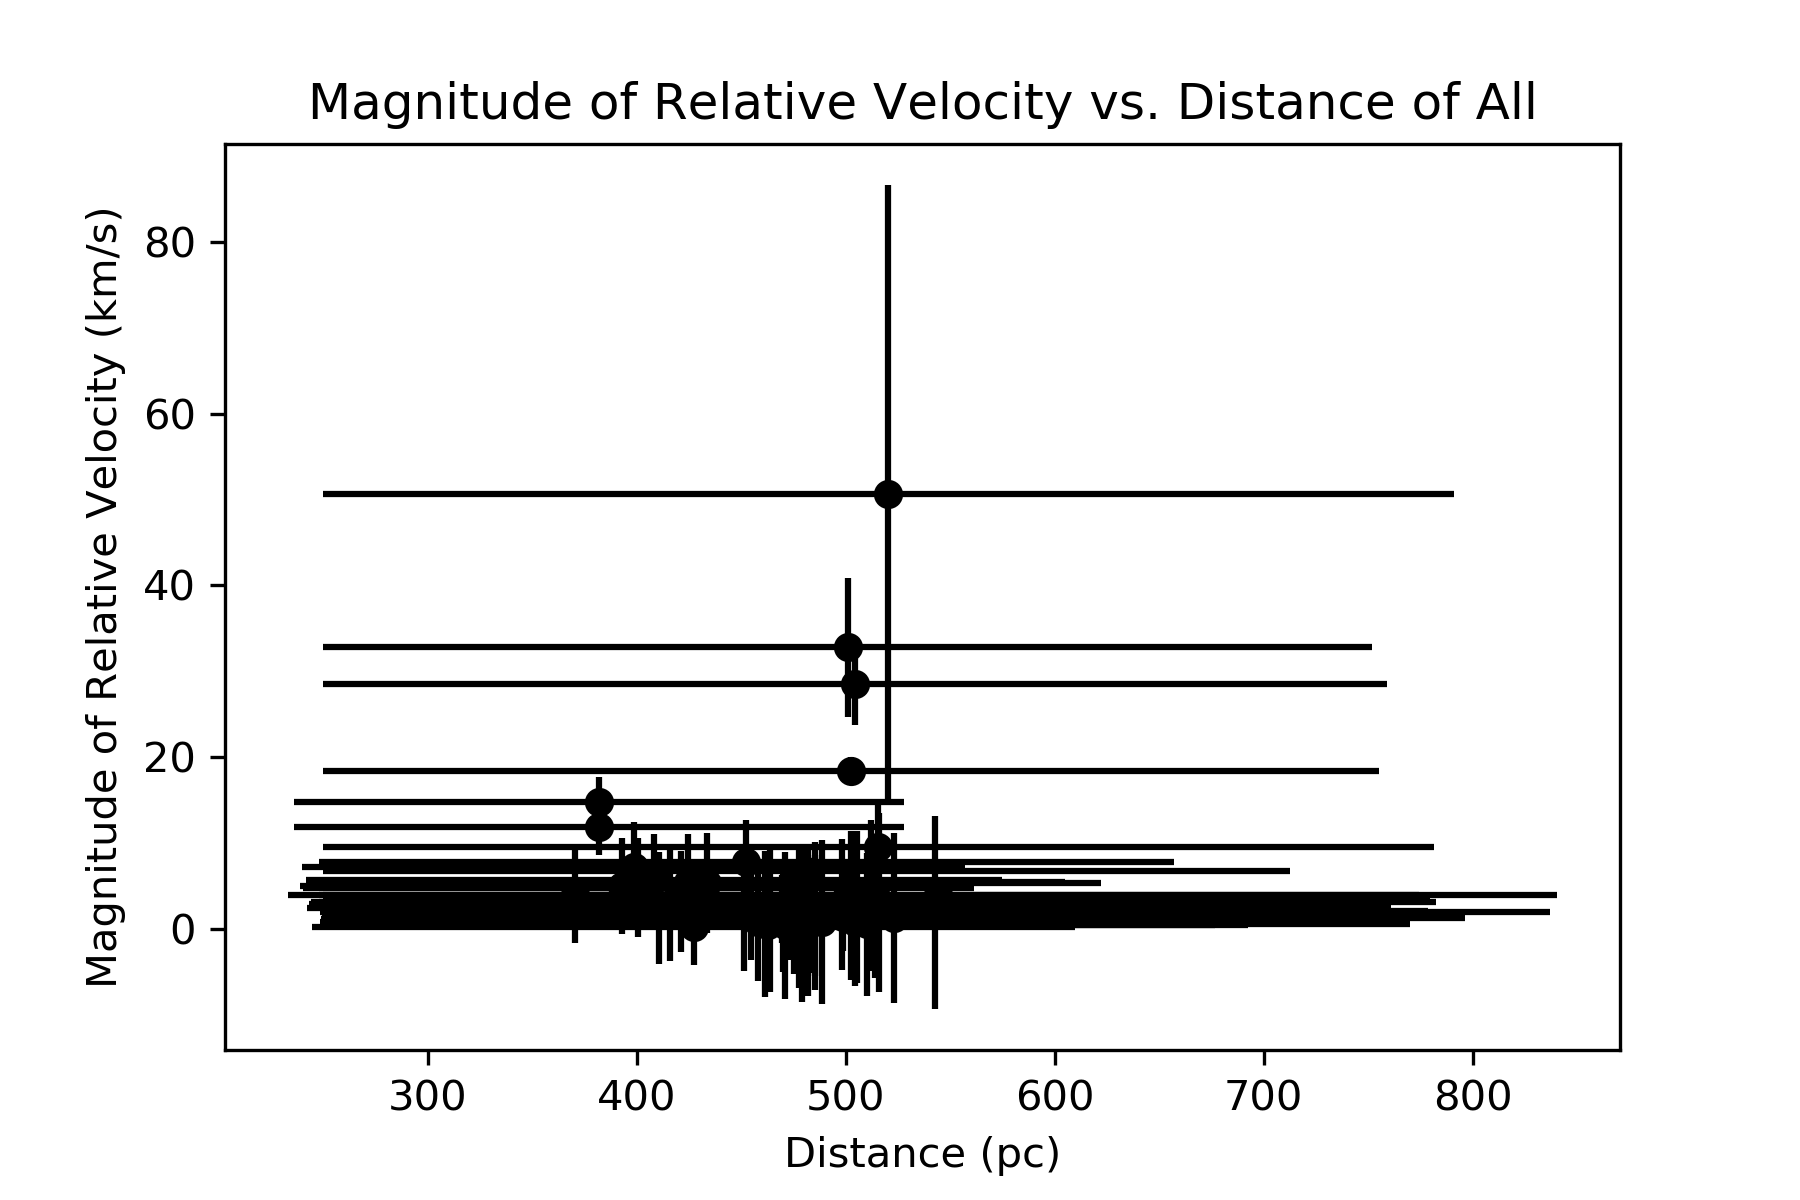 Magnitude of Relative Velocity vs. Distance of All
Magnitude of Relative Velocity (km/s)
80
60
40
20
0
300 400 500 600 700 800
Distance (pc)